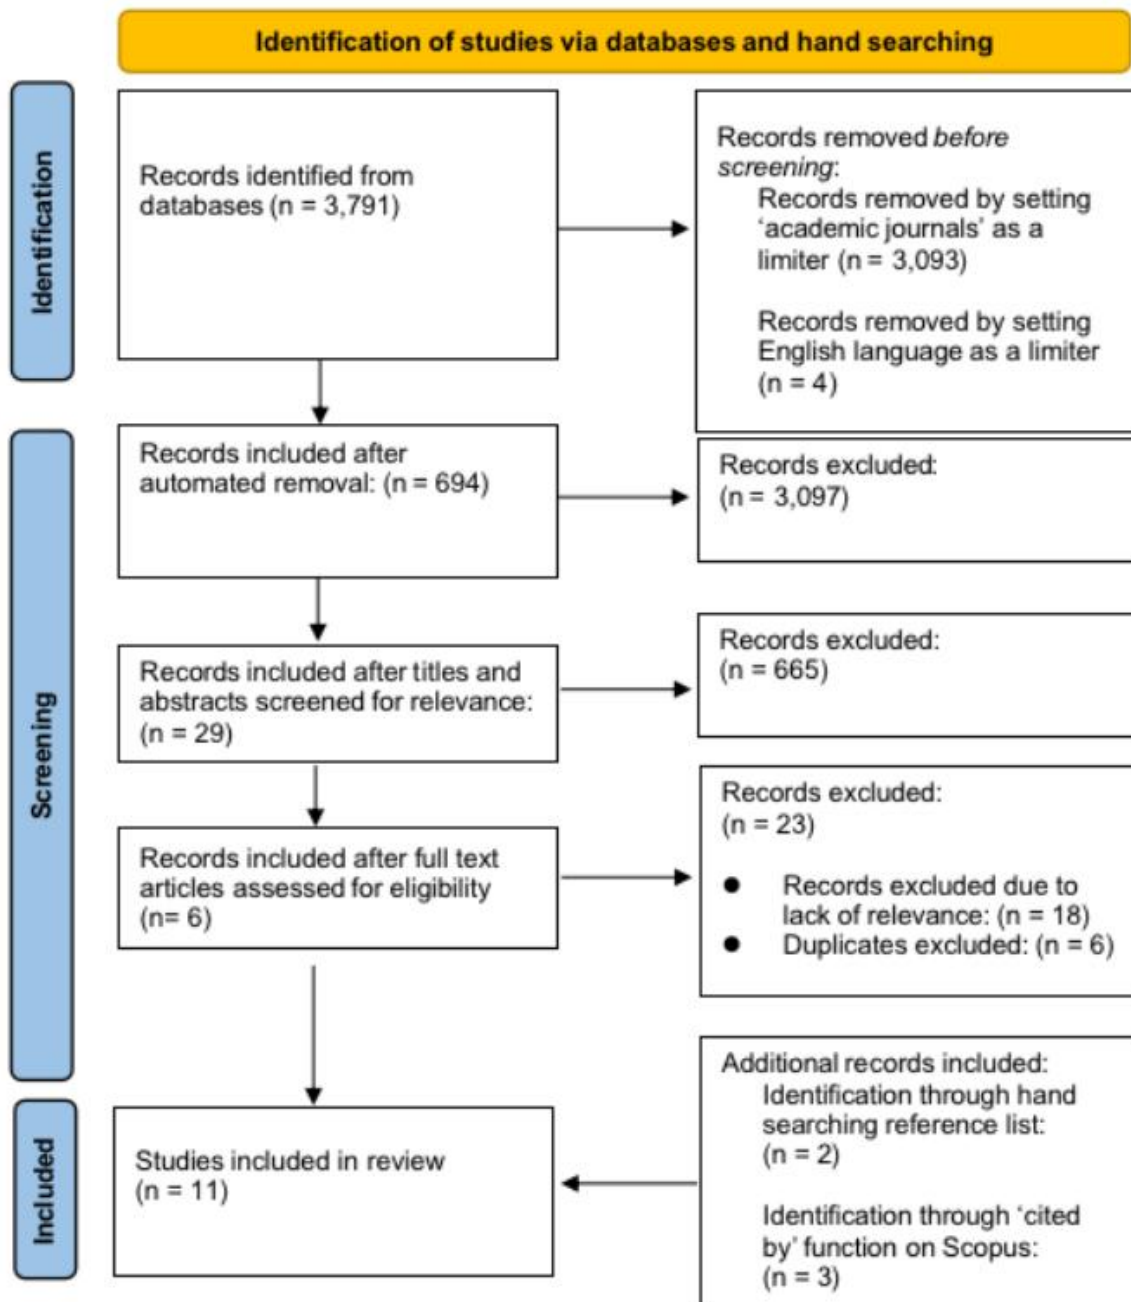 Identification of studies via databases and hand searching
Identification
Records identified from
databases (n = 3,791)
Records removed before
screening:
Records removed by setting
‘academic journals’ as a
limiter (n = 3,093)
Records removed by setting
English language as a limiter
(n = 4)
Screening
Records included after
automated removal: (n = 694)
Records excluded:
(n = 3,097)
Records included after titles and
abstracts screened for relevance:
(n = 29)
Records excluded:
(n = 665)
Records included after full text
articles assessed for eligibility
(n= 6)
Records excluded:
(n = 23)
● Records excluded due to
lack of relevance: (n = 18)
● Duplicates excluded: (n = 6)
Included
Studies included in review
(n = 11)
Additional records included:
Identification through hand
searching reference list:
(n = 2)
Identification through ‘cited
by’ function on Scopus:
(n = 3)